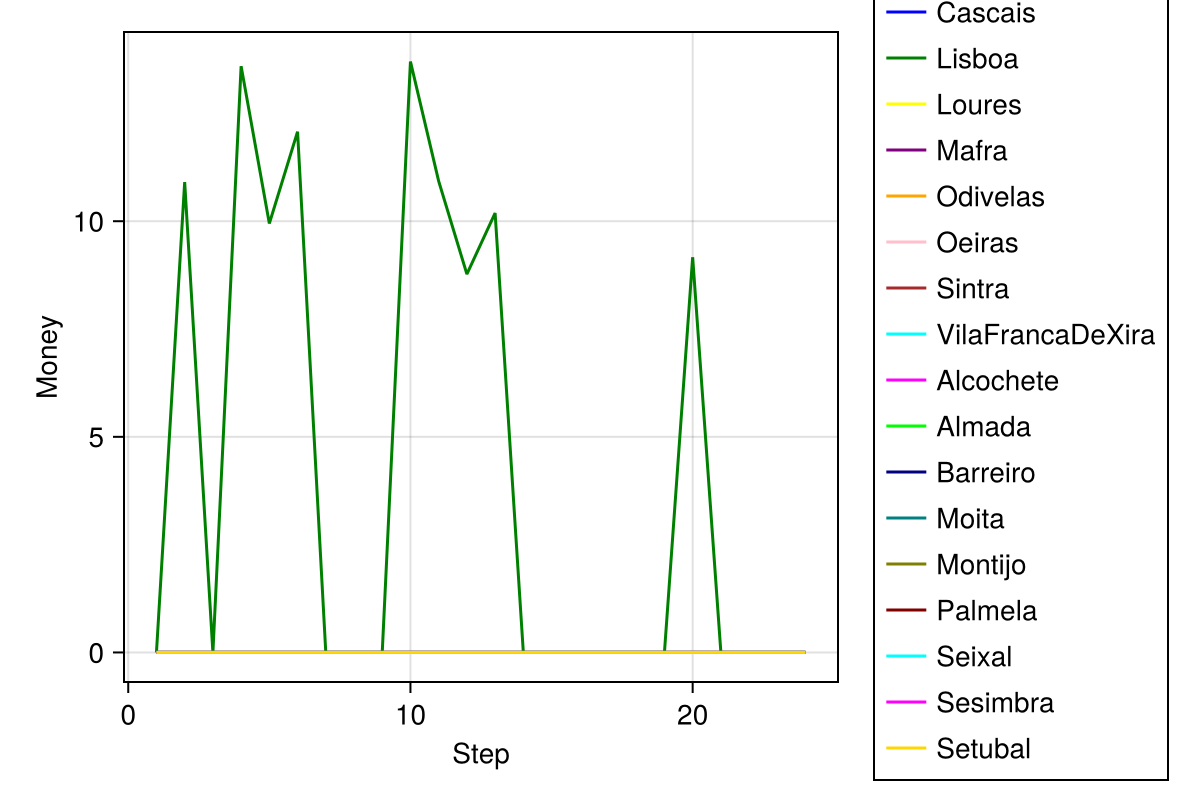 Money
10
5
0
0
10
20
Step
Cascais
Lisboa
Loures
Mafra
Odivelas
Oeiras
Sintra
VilaFrancaDeXira
Alcochete
Almada
Barreiro
Moita
Montijo
Palmela
Seixal
Sesimbra
Setubal